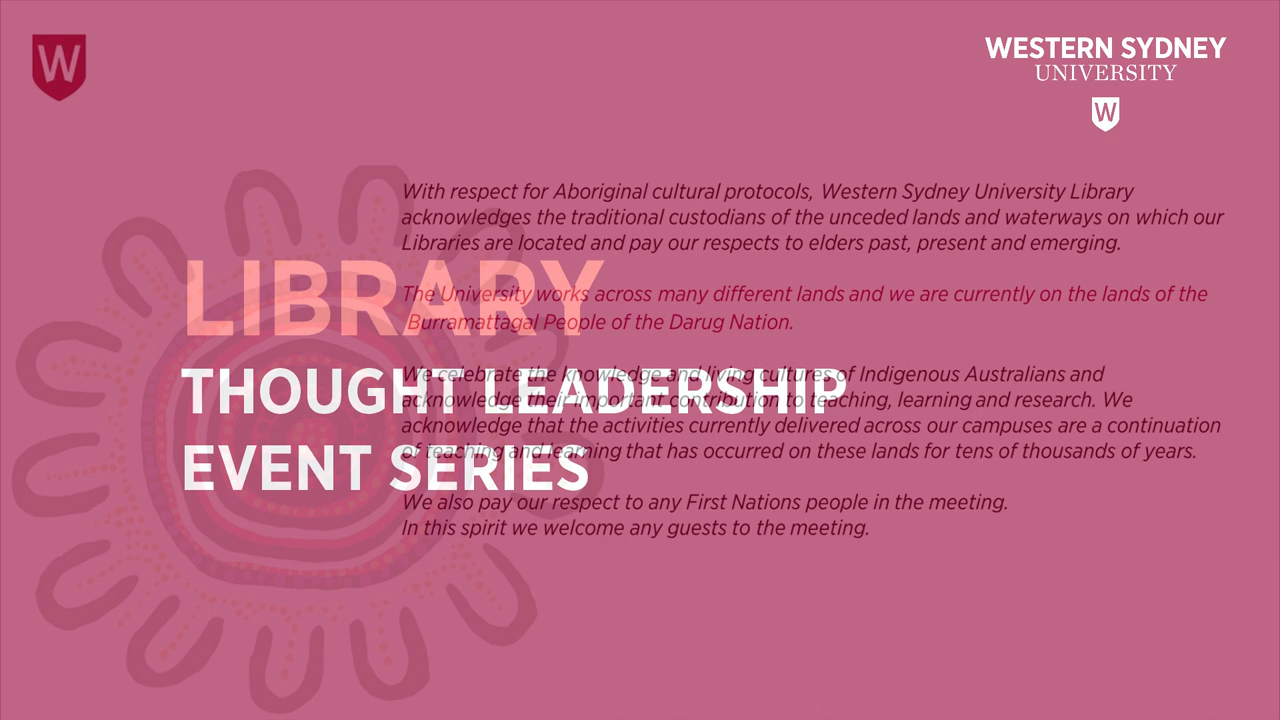 W
WESTERN SYDNEY
UNIVERSITY
W
With respect for Aboriginal cultural protocols, Western Sydney University Library
acknowledges the traditional custodians of the unceded lands and waterways on which our
Libraries are located and pay our respects to elders past, present and emerging.
LIBRARY
The University works across many different lands and we are currently on the lands of the
Burramattagal People of the Darug Nation.
THOUGHT LEADERSHIP
We celebrate the knowledge and living cultures of Indigenous Australians and
acknowledge their important contribution to teaching, learning and research. We
acknowledge that the activities currently delivered across our campuses are a continuation
of teaching and learning that has occurred on these lands for tens of thousands of years.
EVENT SERIES
We also pay our respect to any First Nations people in the meeting.
In this spirit we welcome any guests to the meeting.